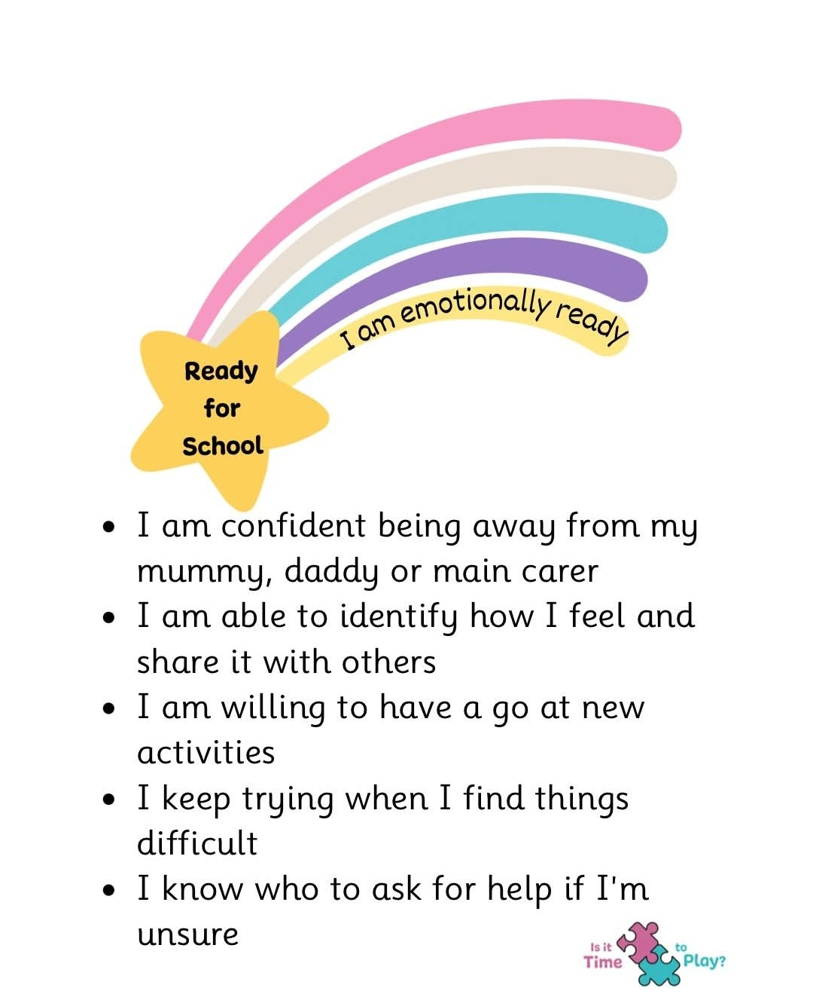 I am emotionally ready
Ready
for
School
• I am confident being away from my
mummy, daddy or main carer
• I am able to identify how I feel and
share it with others
• I am willing to have a go at new
activities
• I keep trying when I find things
difficult
• I know who to ask for help if I'm
unsure
Is it to
Time Play?